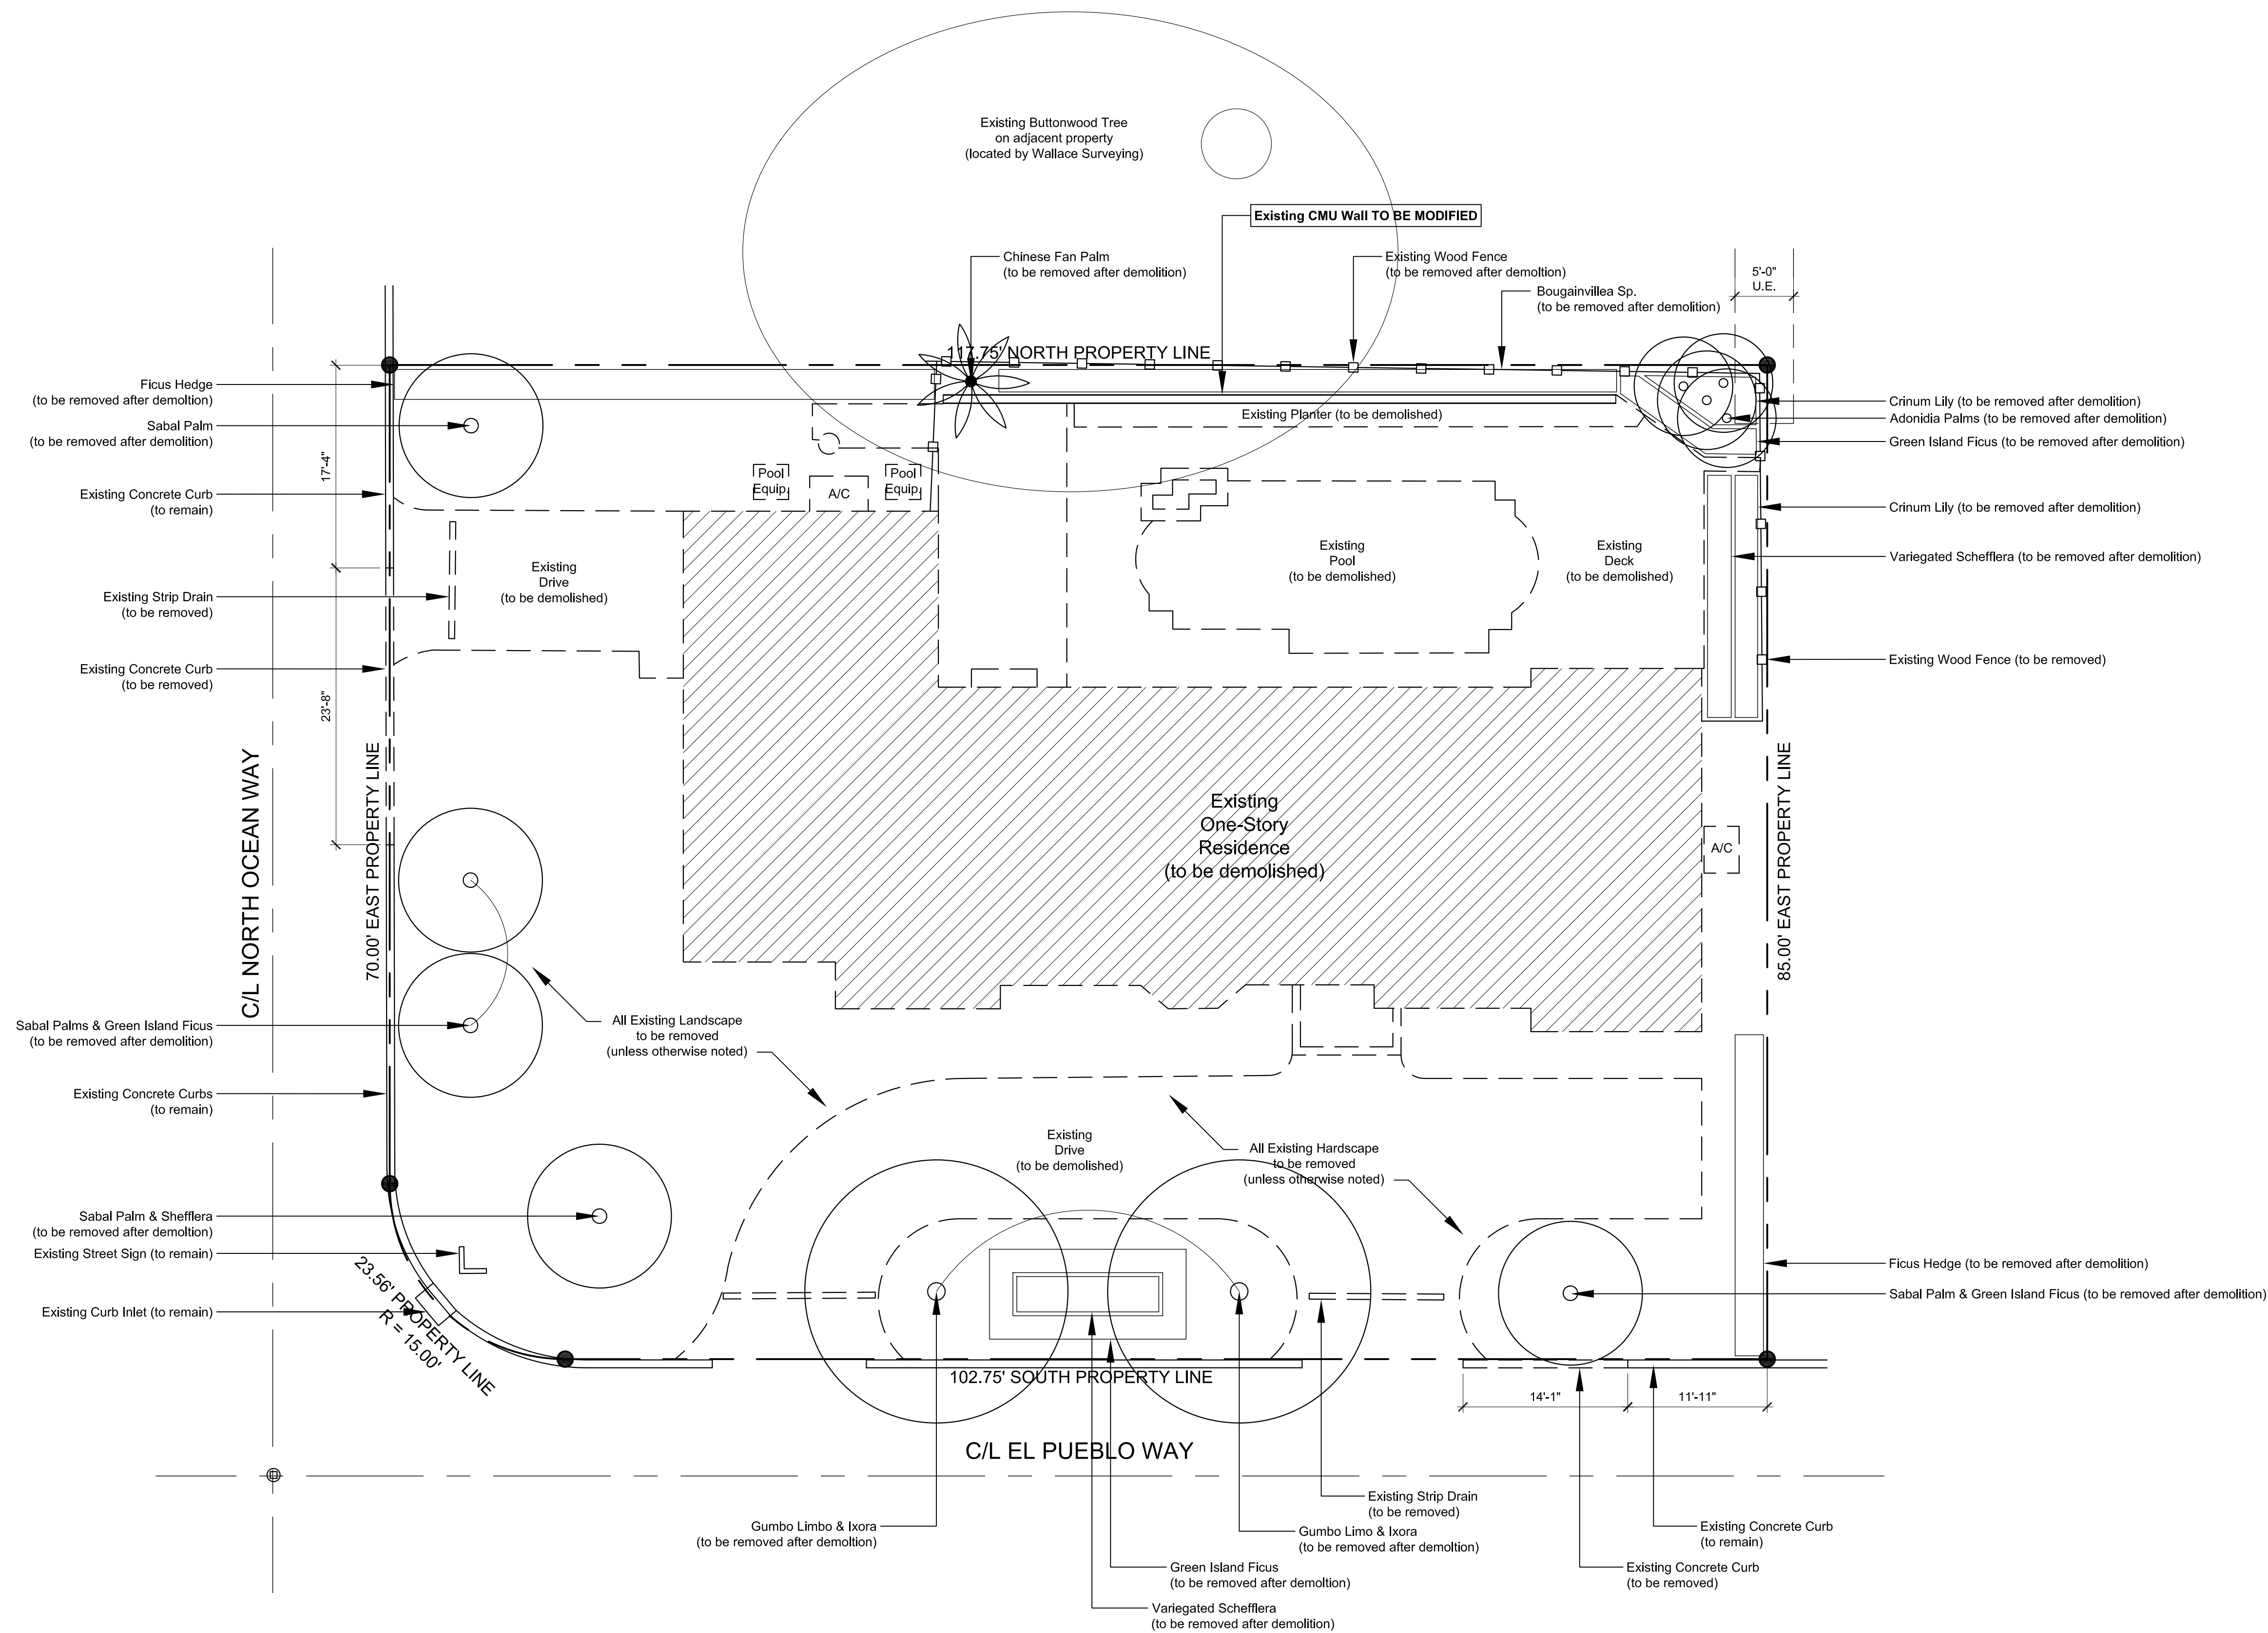 Existing Buttonwood Tree
on adjacent property
(located by Wallace Surveying)
Existing CMU Wall TO BE MODIFIED
Chinese Fan Palm
(to be removed after demolition)
Existing Wood Fence
(to be removed after demoltion)
Bougainvillea Sp.
(to be removed after demolition)
5'-0"
U.E.
117.75' NORTH PROPERTY LINE
Ficus Hedge
(to be removed after demolition)
Sabal Palm
(to be removed after demolition)
17'-4"
Existing Concrete Curb
(to remain)
Existing Strip Drain
(to be removed)
Existing Concrete Curb
(to be removed)
23'-8"
C/L NORTH OCEAN WAY
70.00' EAST PROPERTY LINE
Sabal Palms & Green Island Ficus
(to be removed after demolition)
Existing Concrete Curbs
(to remain)
Sabal Palm & Shefflera
(to be removed after demoltion)
Existing Street Sign (to remain)
Existing Curb Inlet (to remain)
23.56' PROPERTY LINE
R = 15.00'
Existing Planter (to be demolished)
Pool
Equip.
A/C
Pool
Equip.
Existing
Drive
(to be demolished)
Existing
Pool
(to be demolished)
Existing
Deck
(to be demolished)
Existing
One-Story
Residence
(to be demolished)
A/C
85.00' EAST PROPERTY LINE
Crinum Lily (to be removed after demolition)
Adonidia Palms (to be removed after demolition)
Green Island Ficus (to be removed after demolition)
Crinum Lily (to be removed after demolition)
Variegated Schefflera (to be removed after demolition)
Existing Wood Fence (to be removed)
All Existing Landscape
to be removed
(unless otherwise noted)
Existing
Drive
(to be demolished)
All Existing Hardscape
to be removed
(unless otherwise noted)
Ficus Hedge (to be removed after demolition)
Sabal Palm & Green Island Ficus (to be removed after demolition)
102.75' SOUTH PROPERTY LINE
14'-1"
11'-11"
C/L EL PUEBLO WAY
Gumbo Limbo & Ixora
(to be removed after demoltion)
Existing Strip Drain
(to be removed)
Gumbo Limo & Ixora
(to be removed after demoltion)
Green Island Ficus
(to be removed after demoltion)
Variegated Schefflera
(to be removed after demolition)
Existing Concrete Curb
(to remain)
Existing Concrete Curb
(to be removed)